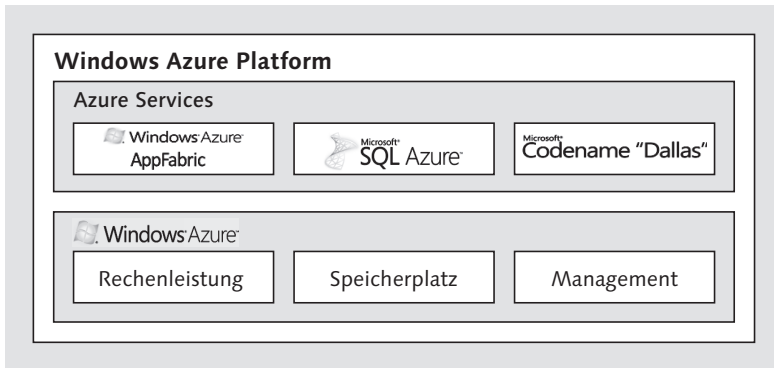 Windows Azure Platform
Azure Services
Windows Azure
AppFabric
Microsoft
SQL Azure
Microsoft
Codename "Dallas"
Windows Azure
Rechenleistung
Speicherplatz
Management